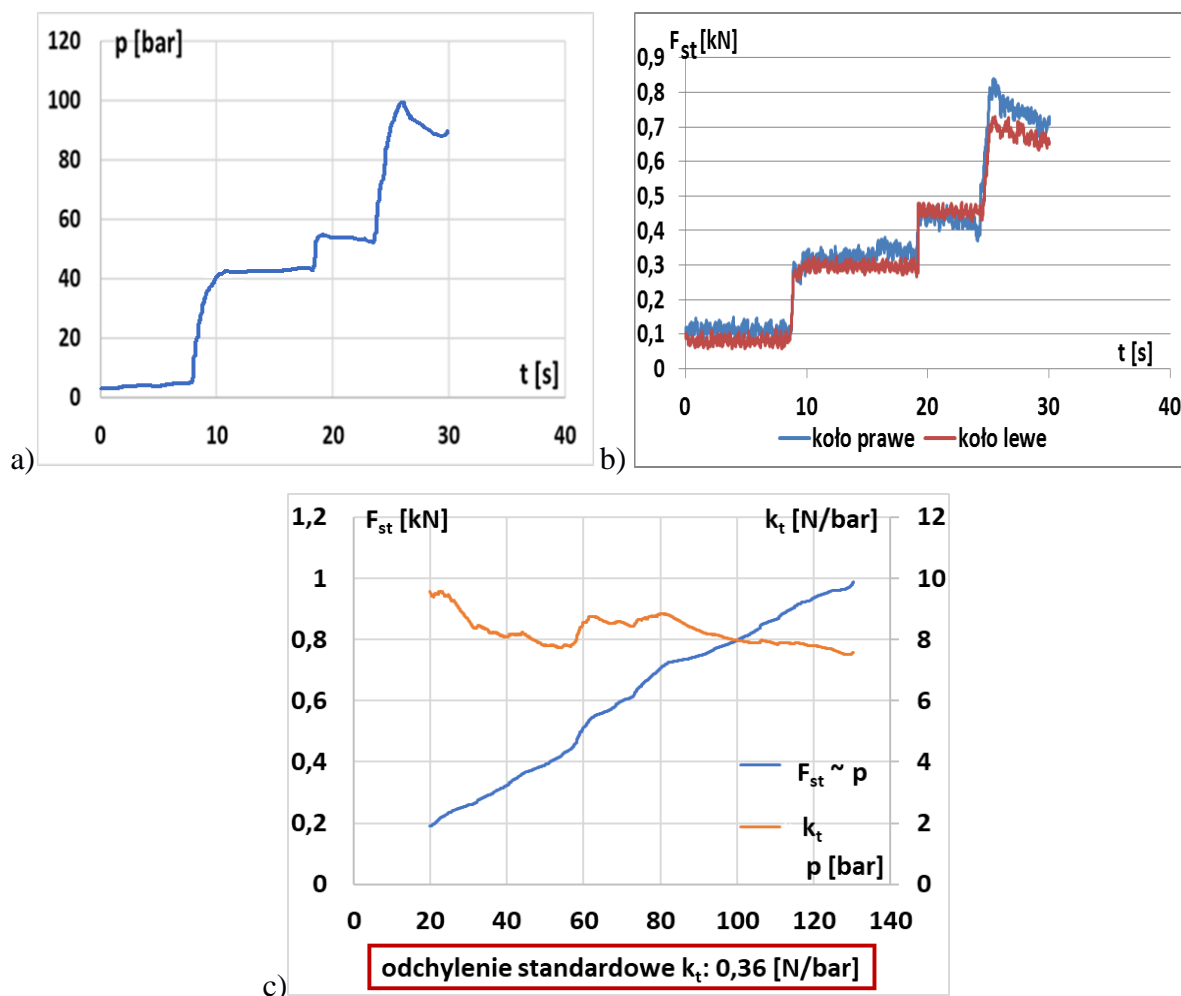 p [bar]
120
100
80
60
40
20
0
t [s]
0 10 20 30 40
a)
F_st [kN]
0,9
0,8
0,7
0,6
0,5
0,4
0,3
0,2
0,1
0
t [s]
0 10 20 30 40
koło prawe koło lewe
b)
F_st [kN] k_t [N/bar]
1,2 12
1 10
0,8 8
0,6 6
0,4 4
0,2 2
0 0
F_st ~ p
k_t
p [bar]
0 20 40 60 80 100 120 140
odchylenie standardowe k_t: 0,36 [N/bar]
c)